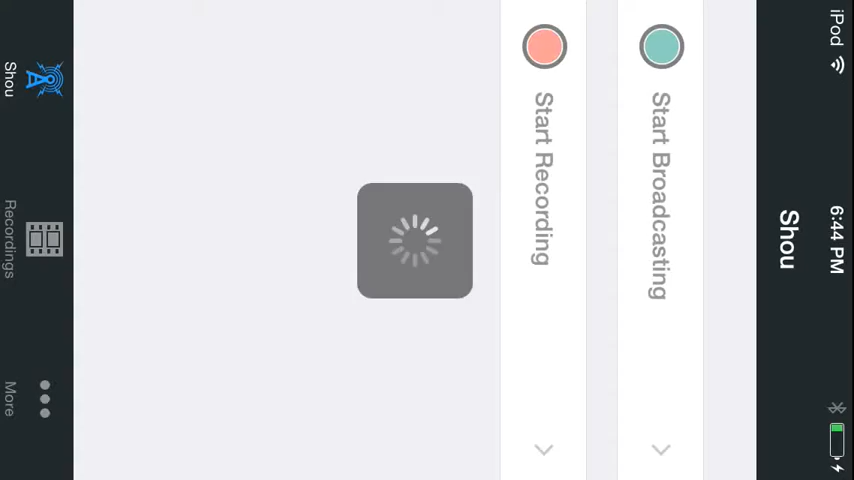 iPod
6:44 PM
Shou
Start Broadcasting
Start Recording
Shou
Recordings
More